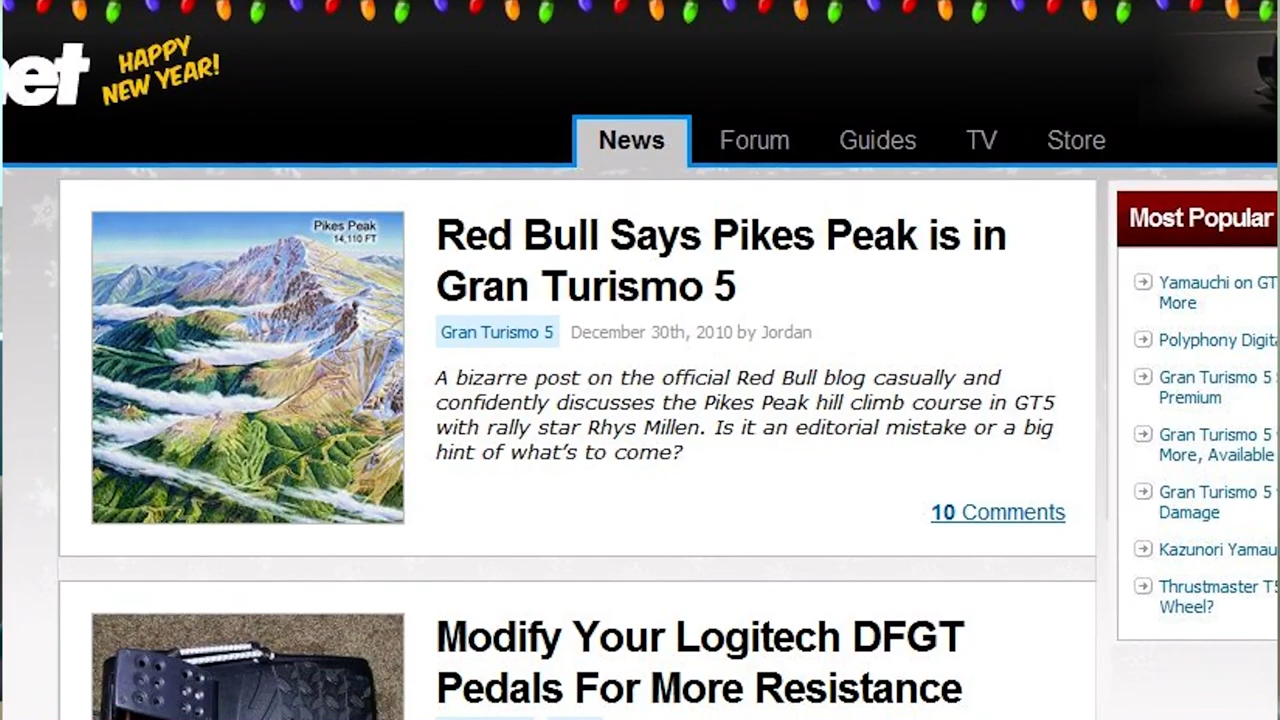 et
HAPPY
NEW YEAR!
News
Forum
Guides
TV
Store
Pikes Peak
14,110 FT
Red Bull Says Pikes Peak is in
Gran Turismo 5
Gran Turismo 5
December 30th, 2010 by Jordan
A bizarre post on the official Red Bull blog casually and
confidently discusses the Pikes Peak hill climb course in GT5
with rally star Rhys Millen. Is it an editorial mistake or a big
hint of what's to come?
10 Comments
Modify Your Logitech DFGT
Pedals For More Resistance
Most Popular
Yamauchi on GT
More
Polyphony Digit
Gran Turismo 5
Premium
Gran Turismo 5
More, Available
Gran Turismo 5
Damage
Kazunori Yamau
Thrustmaster T
Wheel?